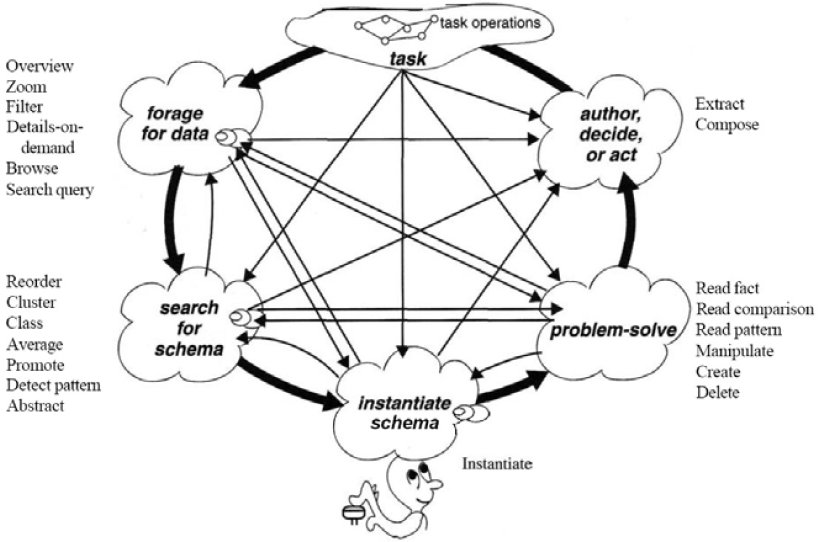 task operations
task
Overview
Zoom
Filter
Details-on-
demand
Browse
Search query
forage
for data
author,
decide,
or act
Extract
Compose
Reorder
Cluster
Class
Average
Promote
Detect pattern
Abstract
search
for
schema
problem-solve
Read fact
Read comparison
Read pattern
Manipulate
Create
Delete
instantiate
schema
Instantiate